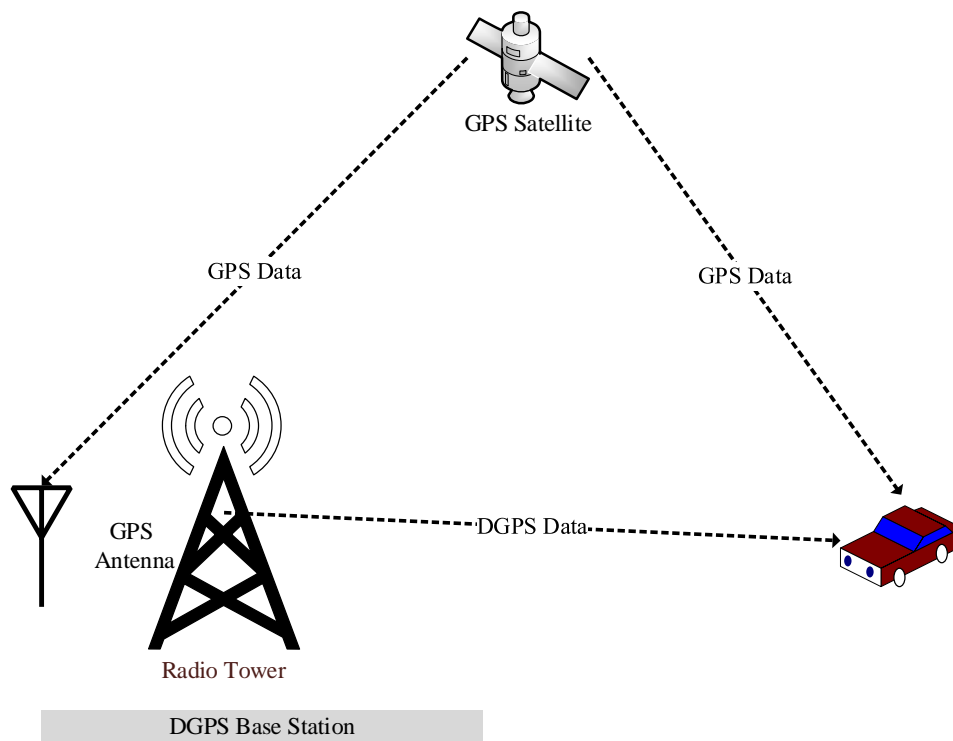 GPS Satellite
GPS Data
GPS Data
DGPS Data
GPS
Antenna
Radio Tower
DGPS Base Station